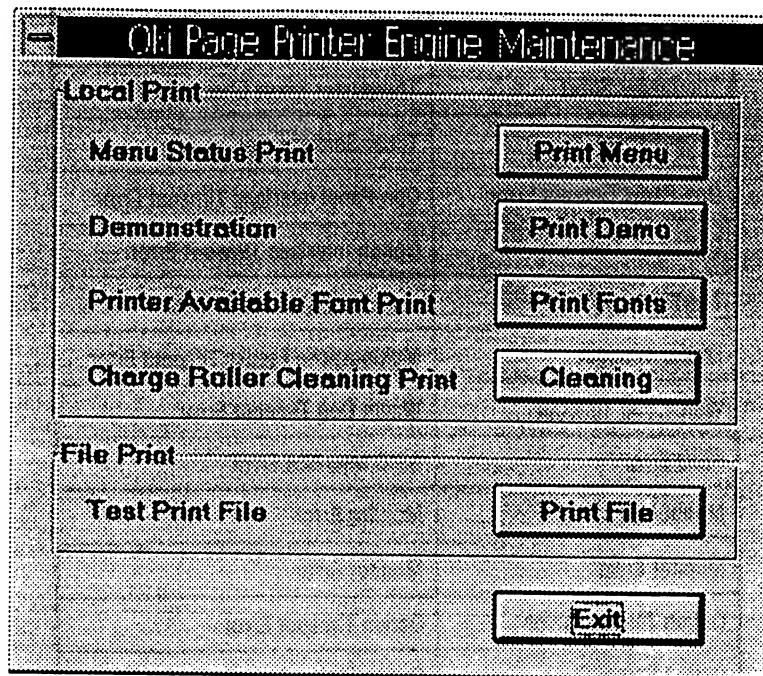 Oki Page Printer Engine Maintenance
Local Print
Menu Status Print Print Menu
Demonstration Print Demo
Printer Available Font Print Print Fonts
Charge Roller Cleaning Print Cleaning
File Print
Test Print File Print File
Exit